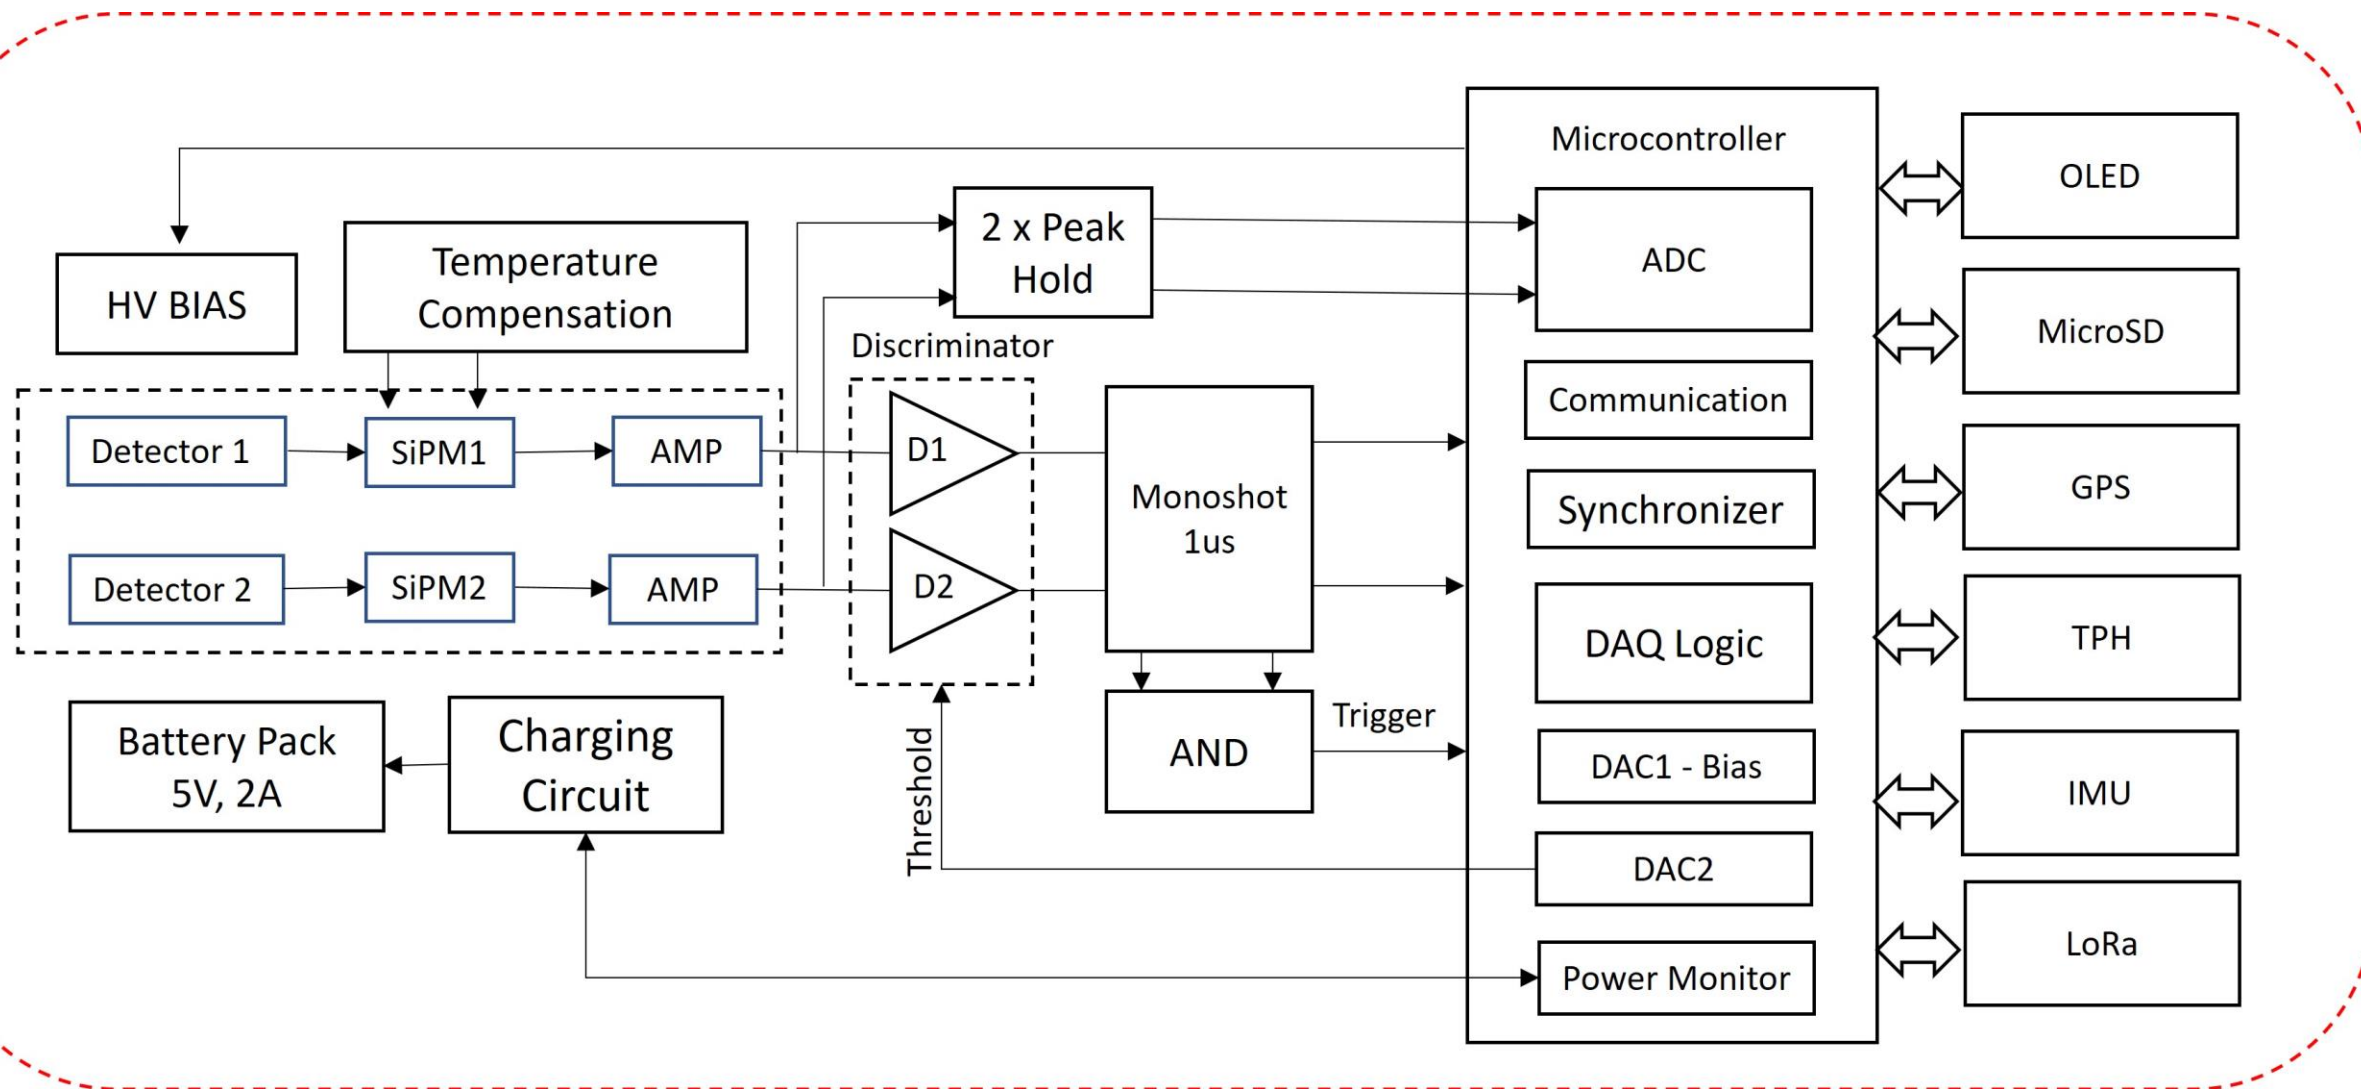 Microcontroller
OLED
HV BIAS
Temperature
Compensation
2 x Peak
Hold
ADC
MicroSD
Discriminator
Detector 1
SiPM1
AMP
D1
Monoshot
1us
Communication
GPS
Synchronizer
Detector 2
SiPM2
AMP
D2
DAQ Logic
TPH
Battery Pack
5V, 2A
Charging
Circuit
Threshold
AND
Trigger
DAC1 - Bias
IMU
DAC2
Power Monitor
LoRa